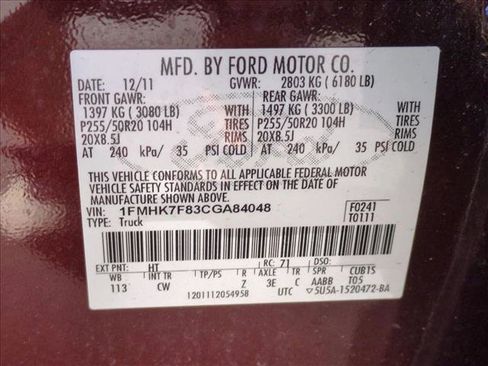 MFD. BY FORD MOTOR CO.
DATE: 12/11 GVWR: 2803 KG ( 6180 LB)
FRONT GAWR: REAR GAWR:
1397 KG ( 3080 LB) WITH 1497 KG ( 3300 LB) WITH
P255/50R20 104H TIRES P255/50R20 104H TIRES
20X8.5J RIMS 20X8.5J RIMS
AT 240 kPa/ 35 PSI COLD AT 240 kPa/ 35 PSI COLD
THIS VEHICLE CONFORMS TO ALL APPLICABLE FEDERAL MOTOR
VEHICLE SAFETY STANDARDS IN EFFECT ON THE DATE OF
MANUFACTURE SHOWN ABOVE.
VIN: 1FMHK7F83CGA84048 F0241
TYPE: Truck T0111
EXT PNT: HT RC: 71 DSO:
WB INT TR TP/PS R AXLE TR SPR CUBTS
113 CW Z 3E C AABB T05
1201112054958 UTC 5U5A-1520472-BA